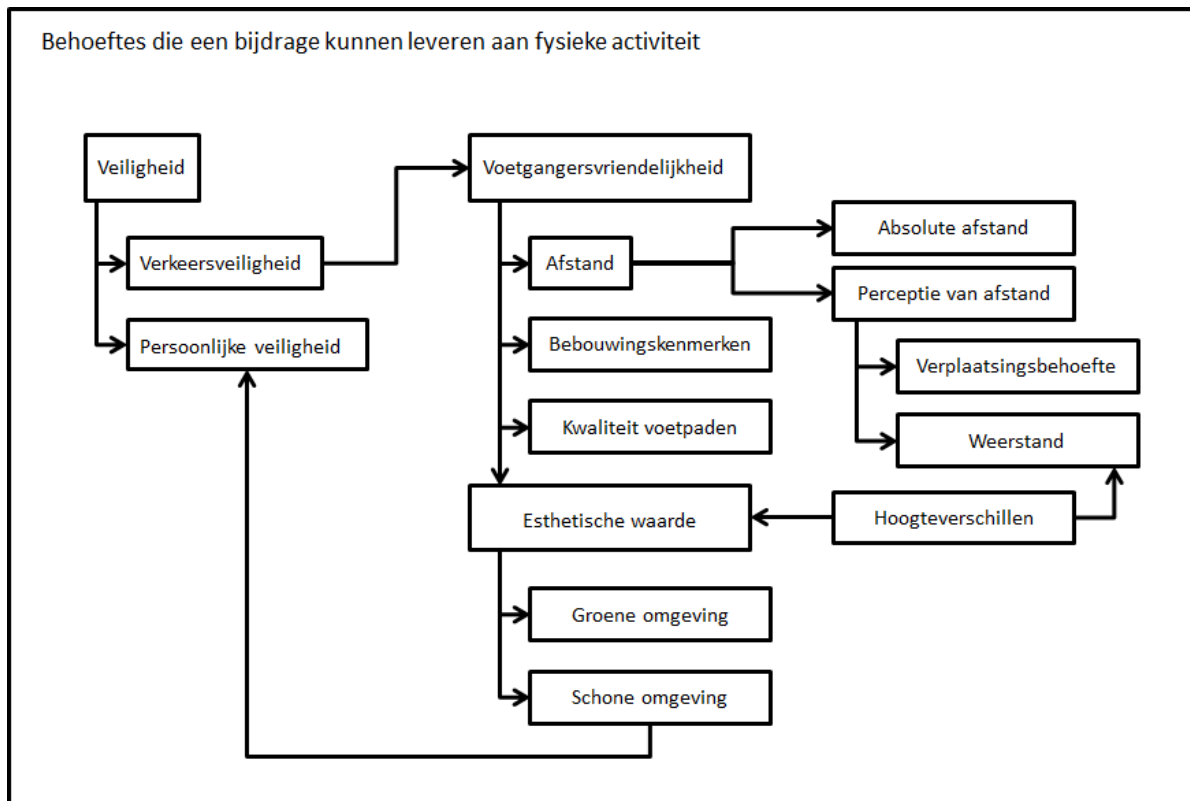 Behoeftes die een bijdrage kunnen leveren aan fysieke activiteit
Veiligheid
Voetgangersvriendelijkheid
Absolute afstand
Verkeersveiligheid
Afstand
Perceptie van afstand
Persoonlijke veiligheid
Bebouwingskenmerken
Verplaatsingsbehoefte
Kwaliteit voetpaden
Weerstand
Esthetische waarde
Hoogteverschillen
Groene omgeving
Schone omgeving